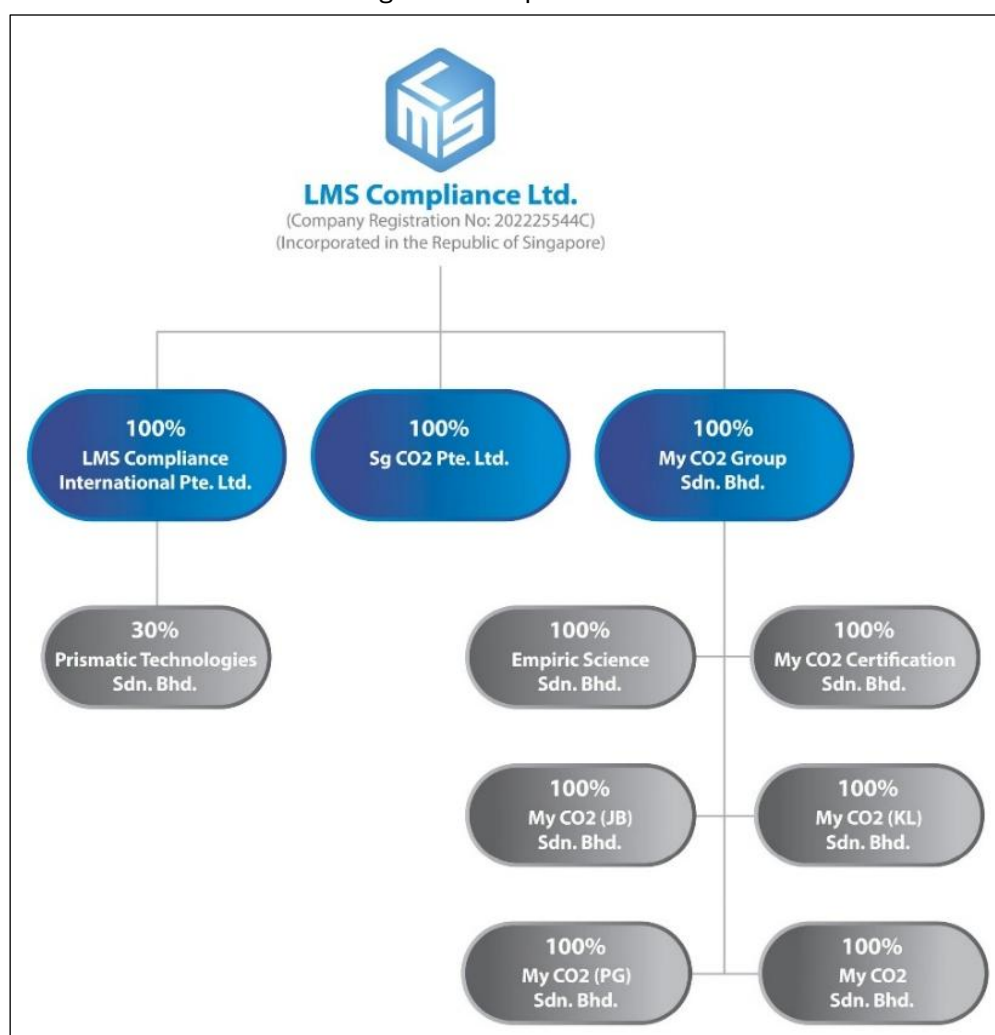 LMS
LMS Compliance Ltd.
(Company Registration No: 202225544C)
(Incorporated in the Republic of Singapore)
100%
LMS Compliance
International Pte. Ltd.
100%
Sg CO2 Pte. Ltd.
100%
My CO2 Group
Sdn. Bhd.
30%
Prismatic Technologies
Sdn. Bhd.
100%
Empiric Science
Sdn. Bhd.
100%
My CO2 Certification
Sdn. Bhd.
100%
My CO2 (JB)
Sdn. Bhd.
100%
My CO2 (KL)
Sdn. Bhd.
100%
My CO2 (PG)
Sdn. Bhd.
100%
My CO2
Sdn. Bhd.